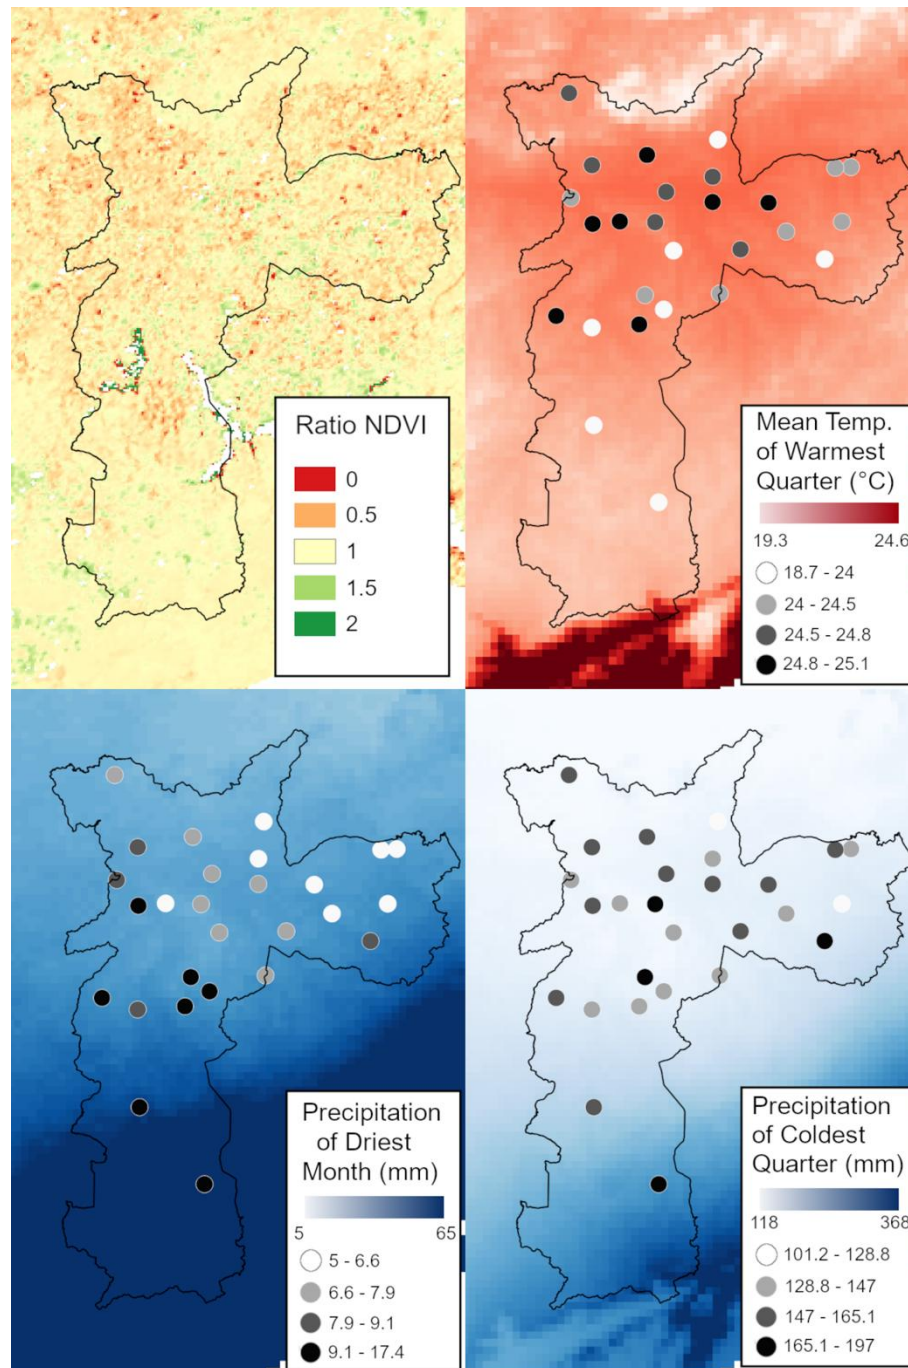 Ratio NDVI
0
0.5
1
1.5
2
Mean Temp.
of Warmest
Quarter (°C)
19.3 24.6
18.7 - 24
24 - 24.5
24.5 - 24.8
24.8 - 25.1
Precipitation
of Driest
Month (mm)
5 65
5 - 6.6
6.6 - 7.9
7.9 - 9.1
9.1 - 17.4
Precipitation
of Coldest
Quarter (mm)
118 368
101.2 - 128.8
128.8 - 147
147 - 165.1
165.1 - 197